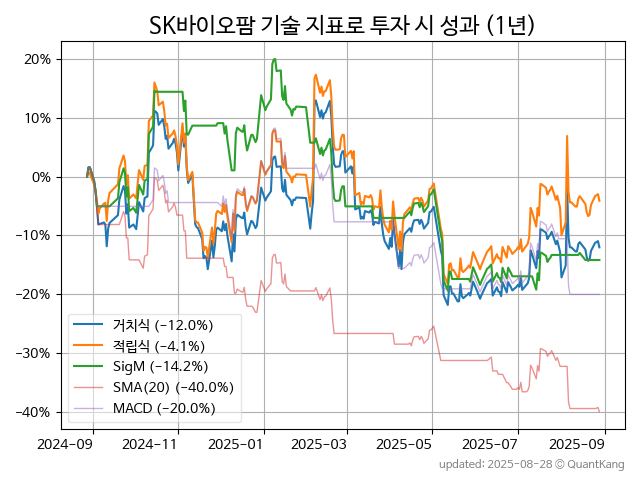 SK바이오팜 기술 지표로 투자 시 성과 (1년)
20%
10%
0%
−10%
−20%
−30%
−40%
거치식 (−12.0%)
적립식 (−4.1%)
SigM (−14.2%)
SMA(20) (−40.0%)
MACD (−20.0%)
2024-09 2024-11 2025-01 2025-03 2025-05 2025-07 2025-09
updated: 2025-08-28 © QuantKang